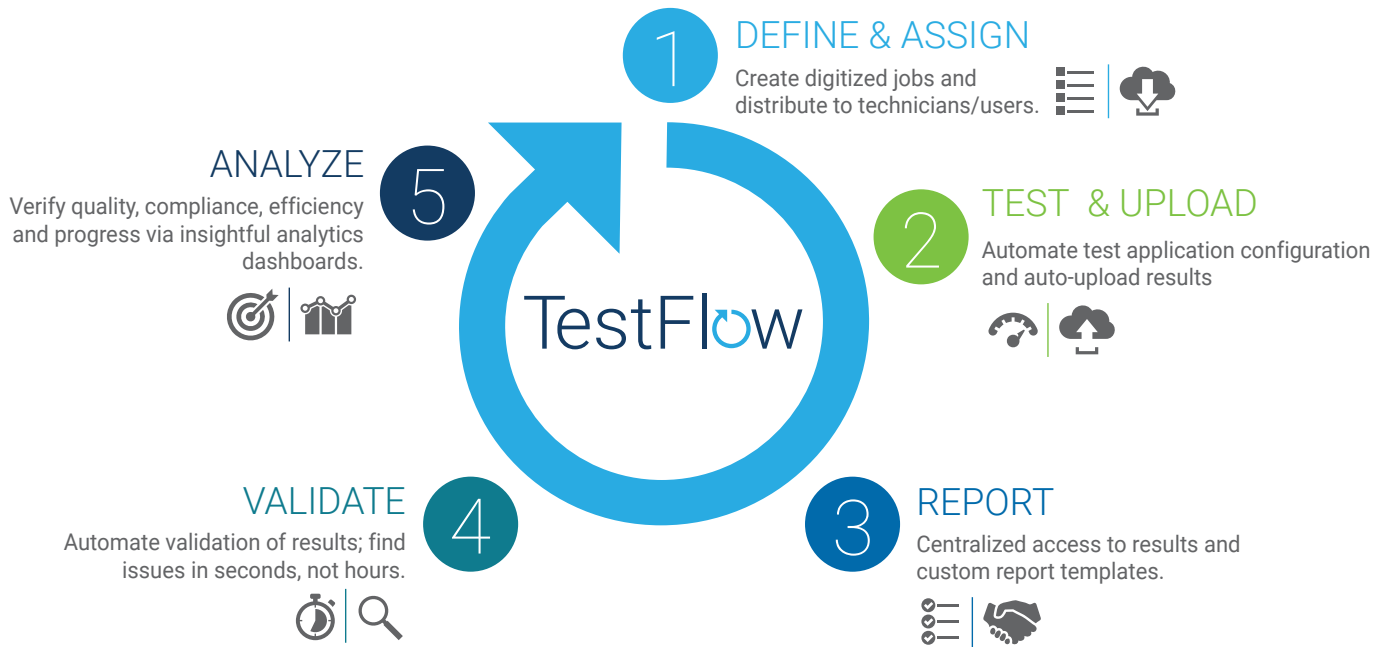 1
DEFINE & ASSIGN
Create digitized jobs and
distribute to technicians/users.
2
TEST & UPLOAD
Automate test application configuration
and auto-upload results
3
REPORT
Centralized access to results and
custom report templates.
4
VALIDATE
Automate validation of results; find
issues in seconds, not hours.
5
ANALYZE
Verify quality, compliance, efficiency
and progress via insightful analytics
dashboards.
TestFlow